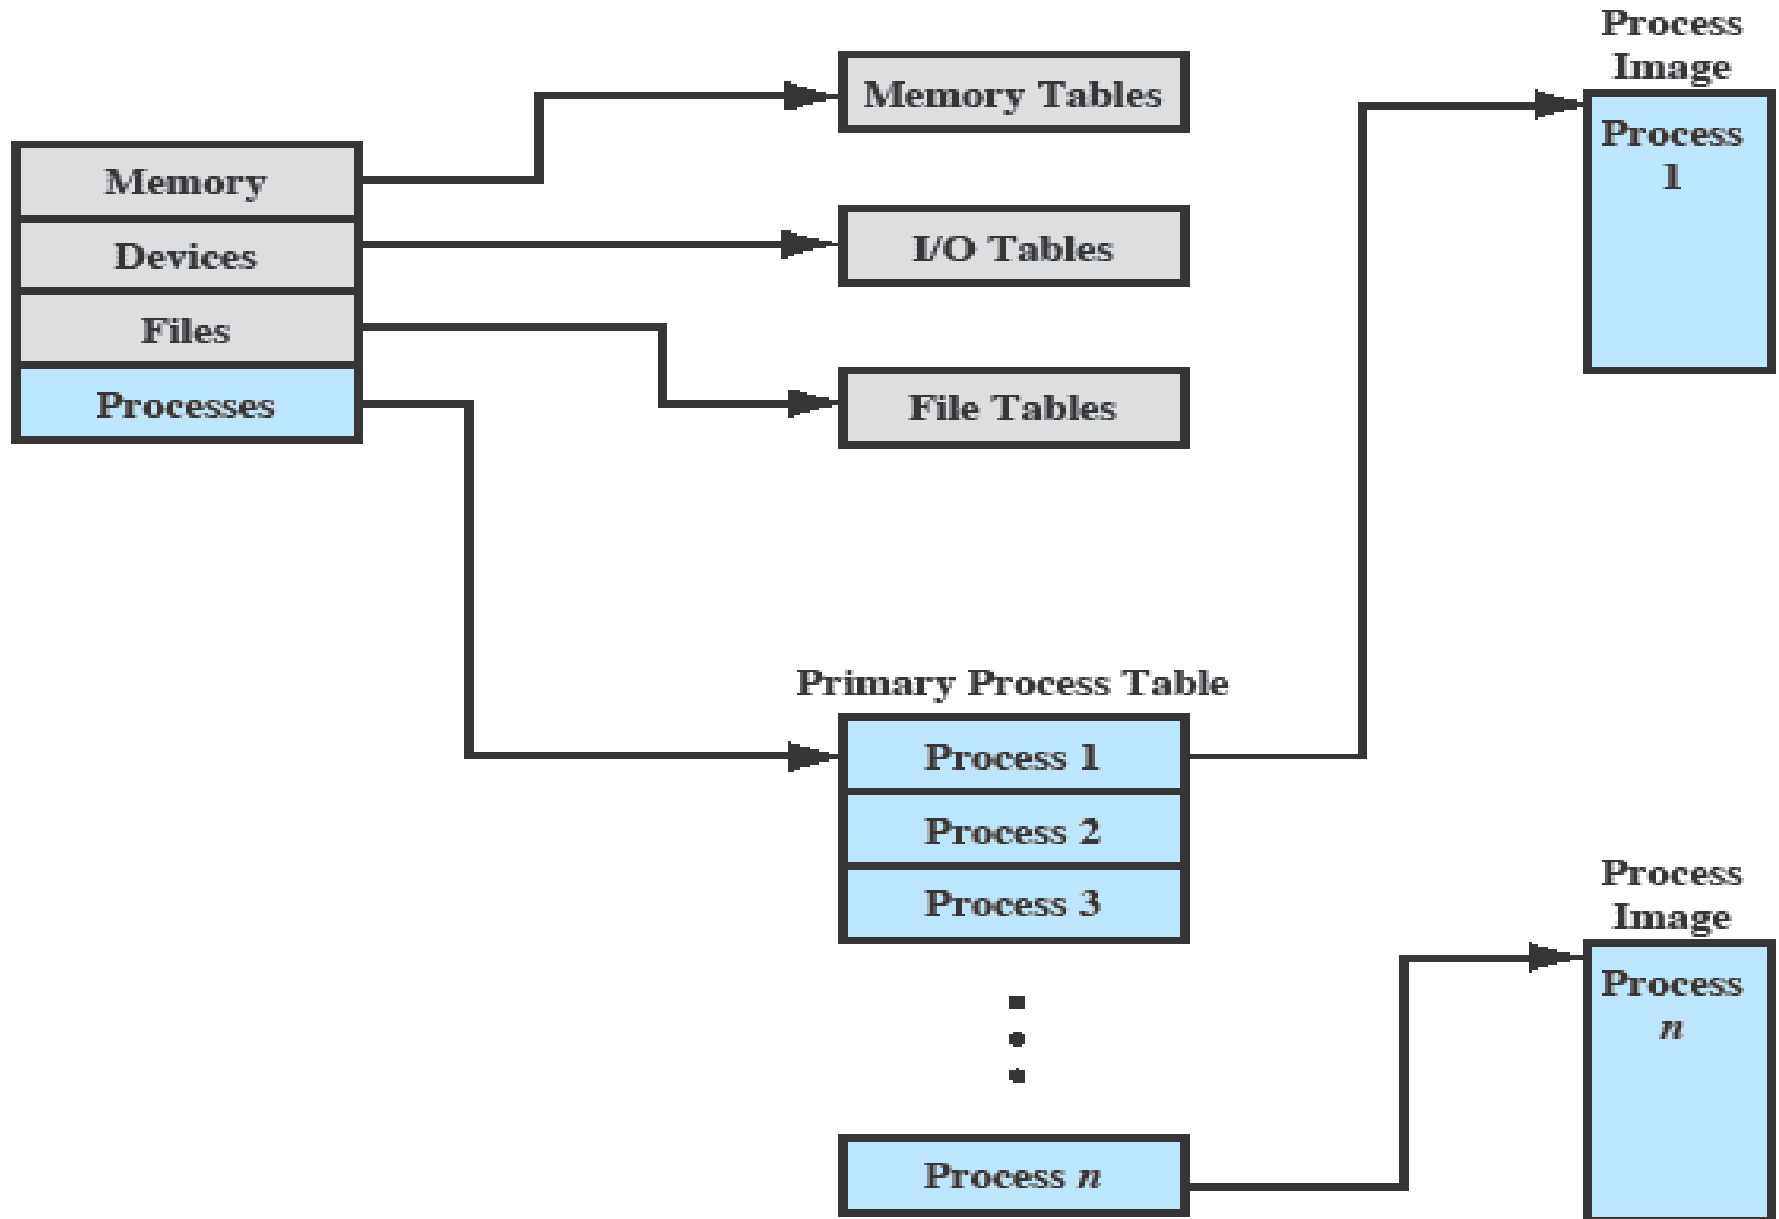 Memory
Devices
Files
Processes
Memory Tables
I/O Tables
File Tables
Primary Process Table
Process 1
Process 2
Process 3
Process n
Process
Image
Process
1
Process
Image
Process
n